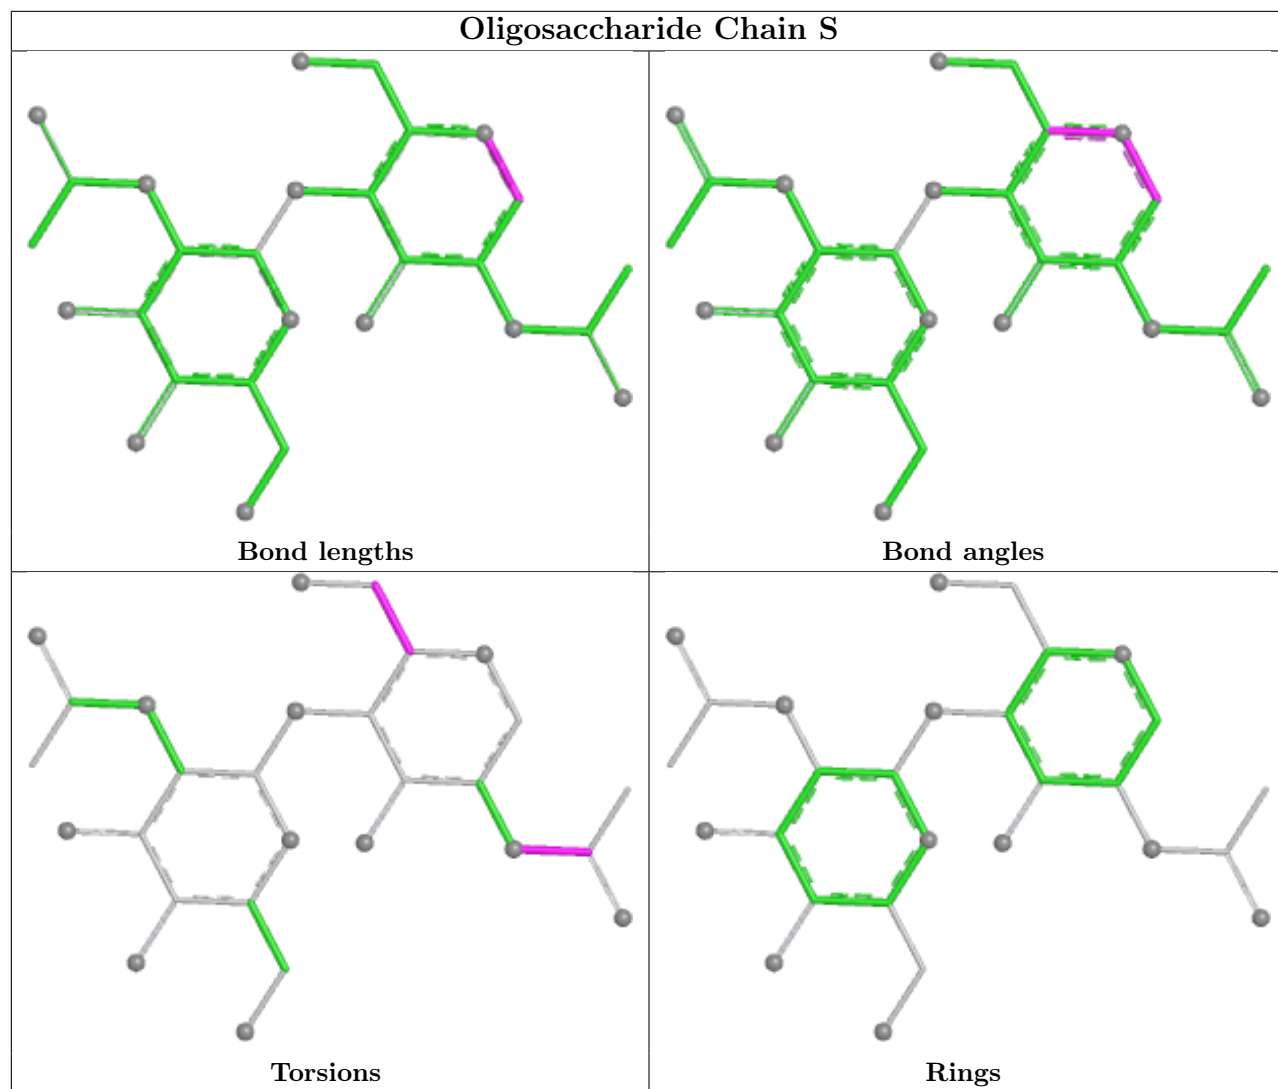 Oligosaccharide Chain S
Bond lengths
Bond angles
Torsions
Rings